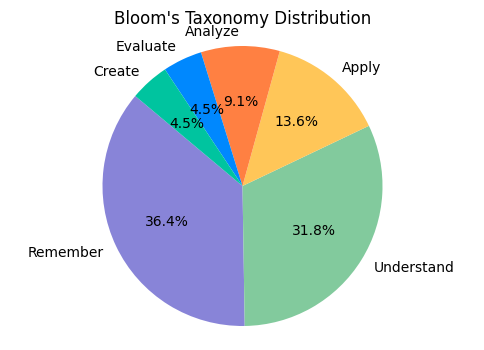 Bloom's Taxonomy Distribution
Analyze
Evaluate
Create
Apply
9.1%
4.5%
4.5%
13.6%
36.4%
31.8%
Remember
Understand